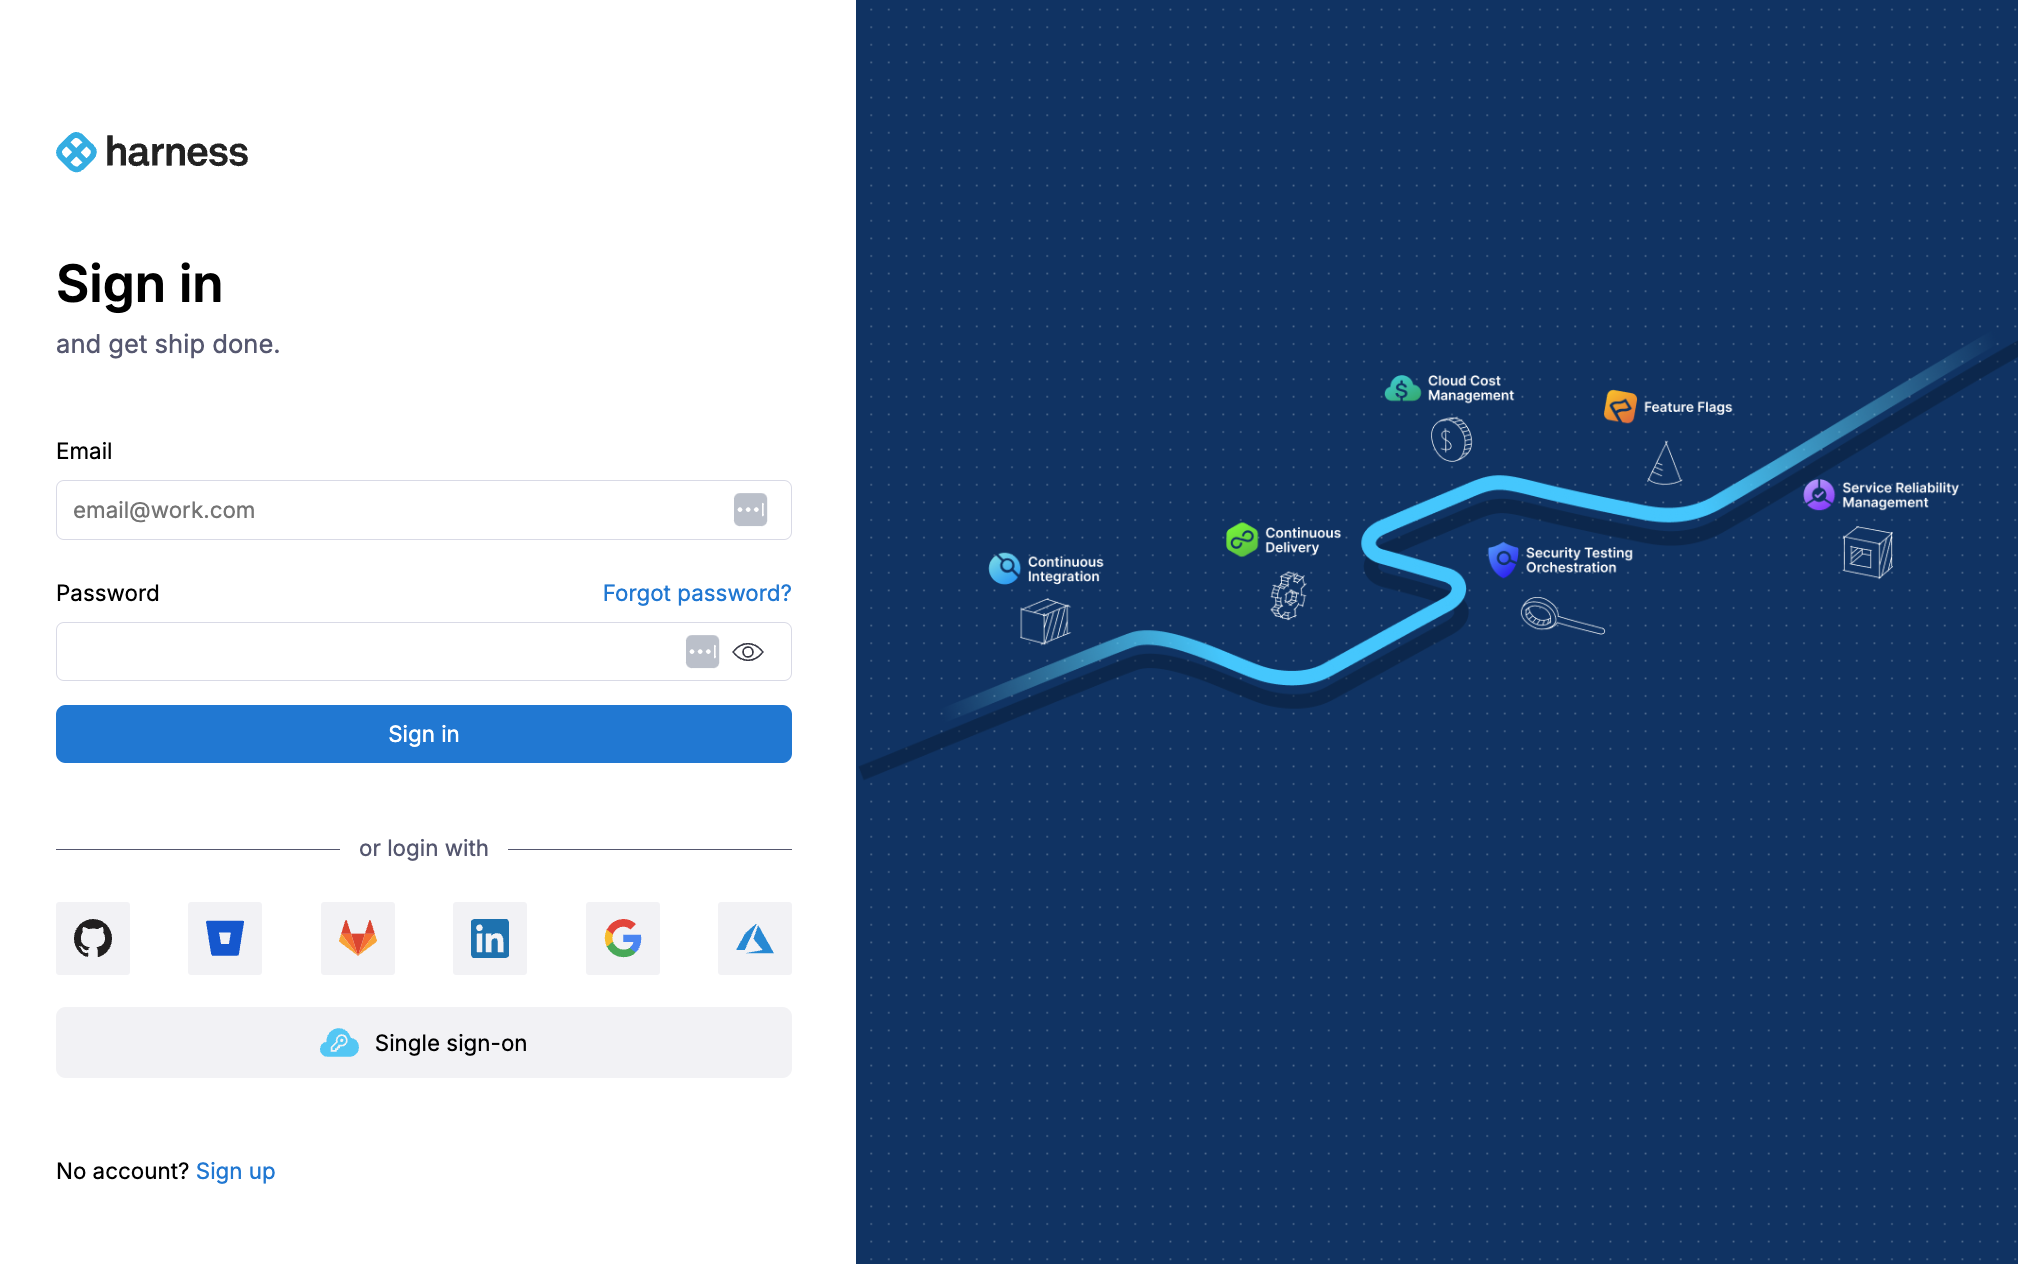 harness
Sign in
and get ship done.
Email
email@work.com
Password
Forgot password?
Sign in
or login with
in
Single sign-on
No account? Sign up
Cloud Cost
Management
Feature Flags
Service Reliability
Management
Continuous
Delivery
Security Testing
Orchestration
Continuous
Integration